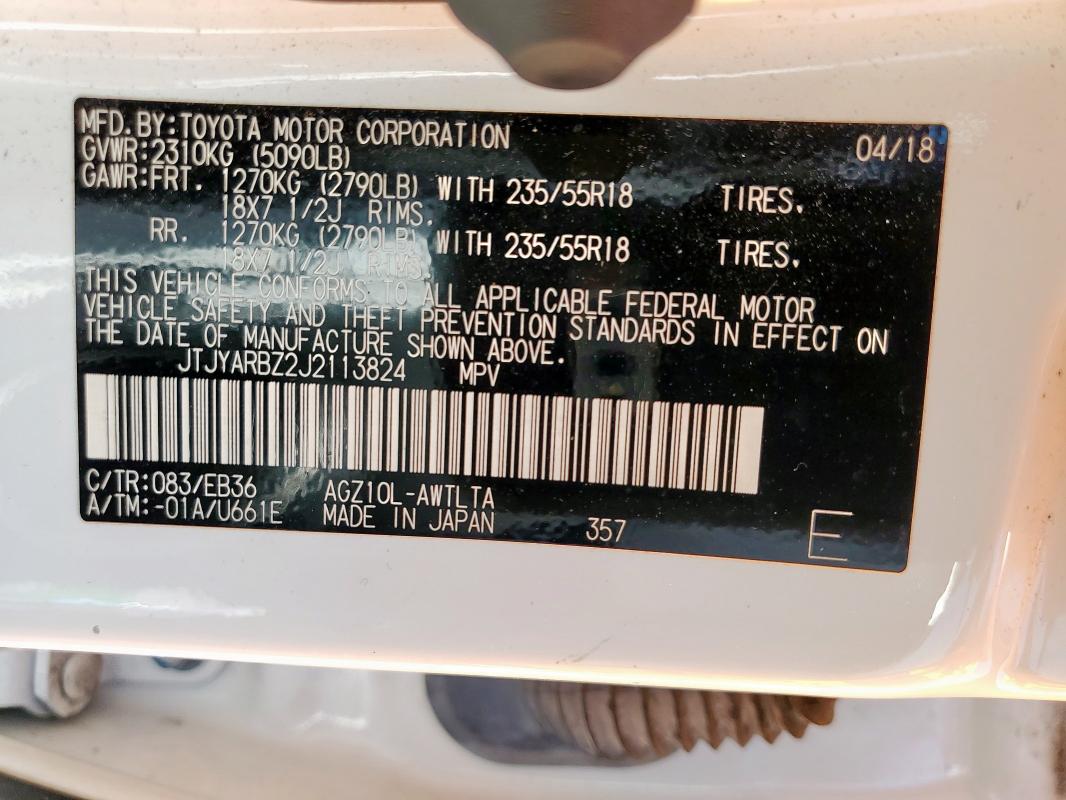 MFD.BY:TOYOTA MOTOR CORPORATION 04/18
GVWR:2310KG (5090LB)
GAWR:FRT. 1270KG (2790LB) WITH 235/55R18 TIRES.
18X7 1/2J RIMS.
RR. 1270KG (2790LB) WITH 235/55R18 TIRES.
18X7 1/2J RIMS.
THIS VEHICLE CONFORMS TO ALL APPLICABLE FEDERAL MOTOR
VEHICLE SAFETY AND THEFT PREVENTION STANDARDS IN EFFECT ON
THE DATE OF MANUFACTURE SHOWN ABOVE.
JTJYARBZ2J2113824 MPV
C/TR:083/EB36 AGZ10L-AWTLTA
A/TM:-01A/U661E MADE IN JAPAN 357 E